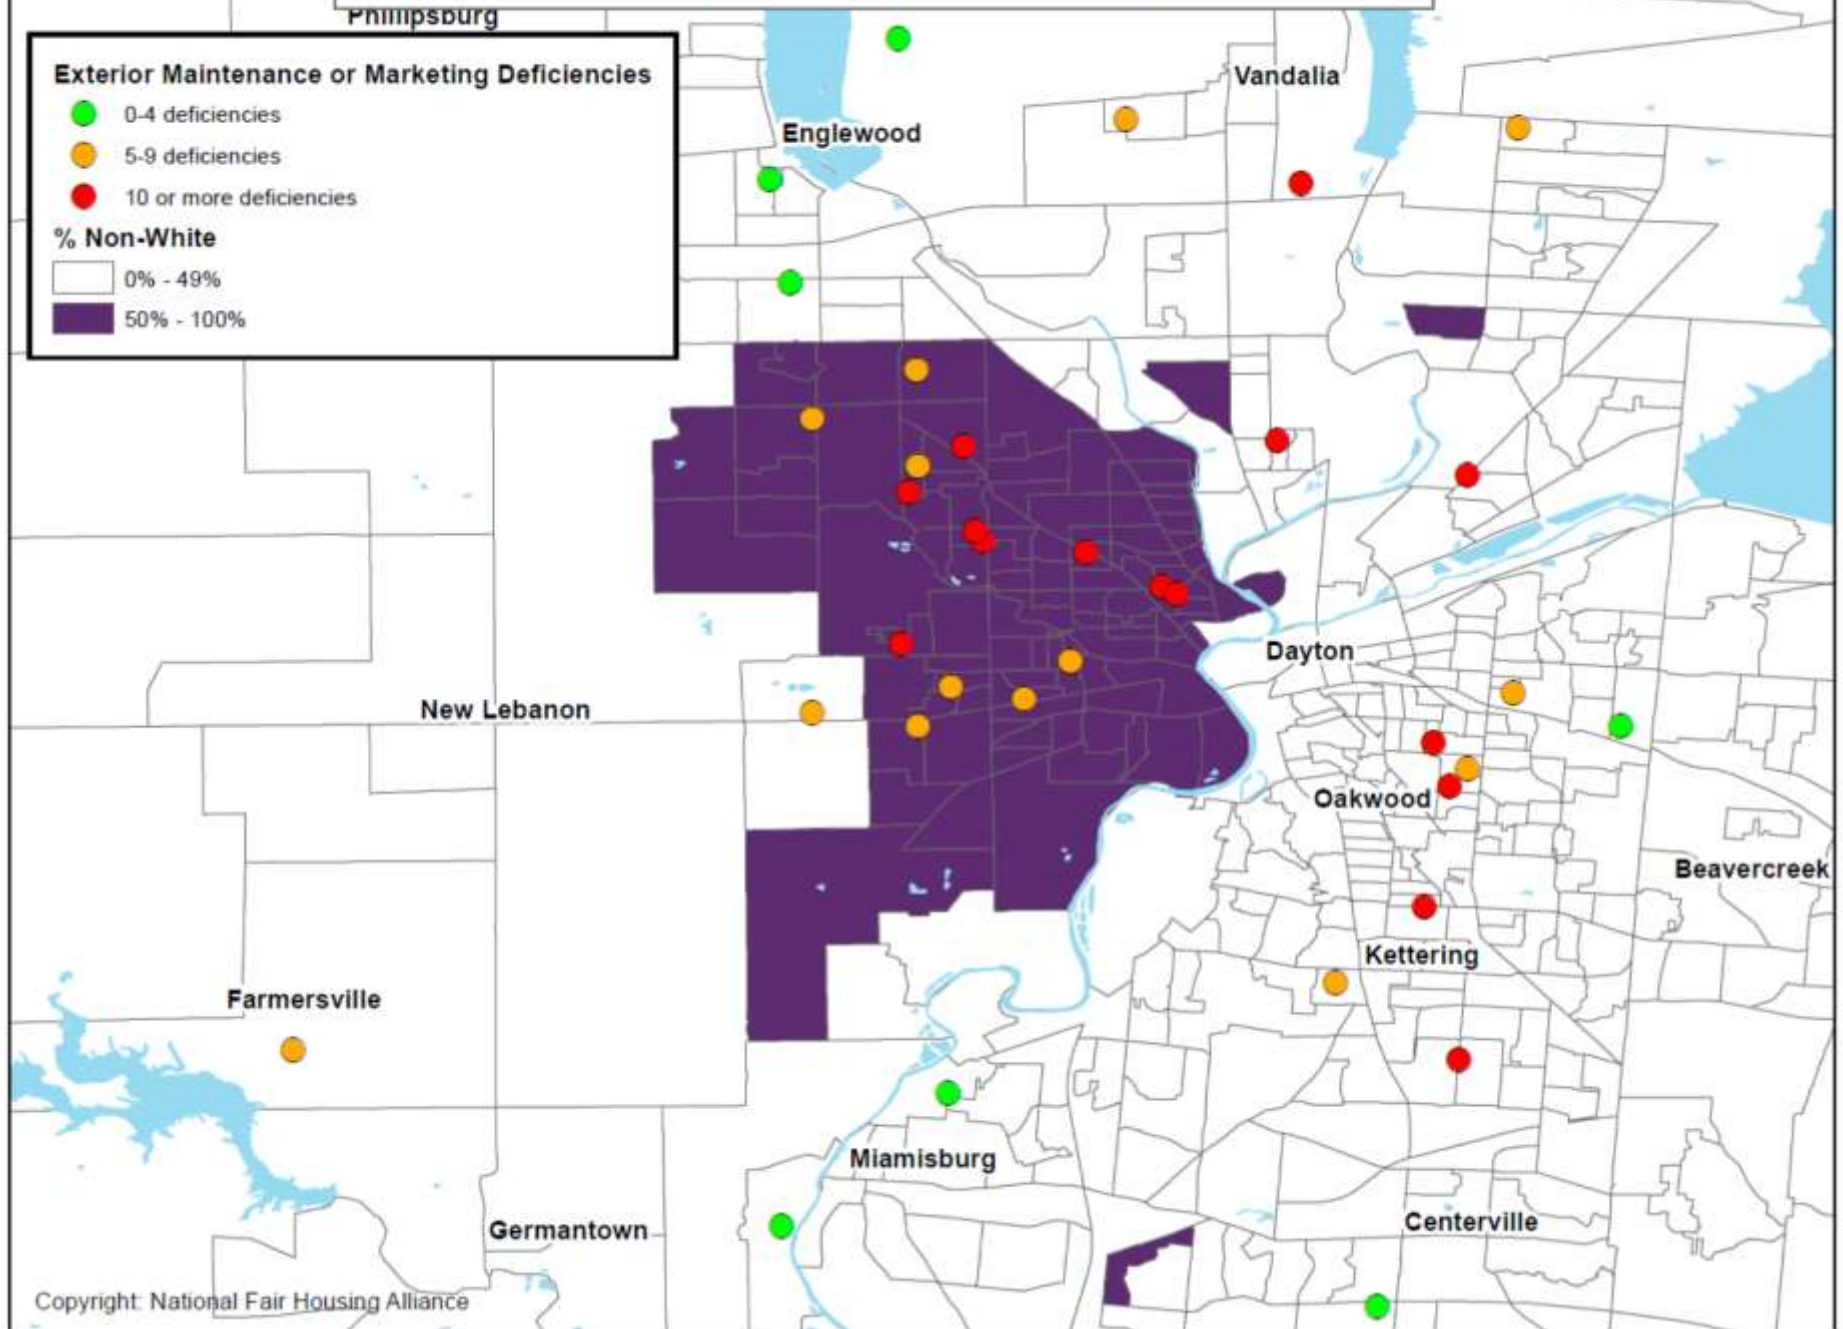 Phillipsburg
Exterior Maintenance or Marketing Deficiencies
0-4 deficiencies
5-9 deficiencies
10 or more deficiencies
% Non-White
0% - 49%
50% - 100%
Vandalia
Englewood
Dayton
New Lebanon
Oakwood
Beavercreek
Kettering
Farmersville
Miamisburg
Centerville
Germantown
Copyright: National Fair Housing Alliance